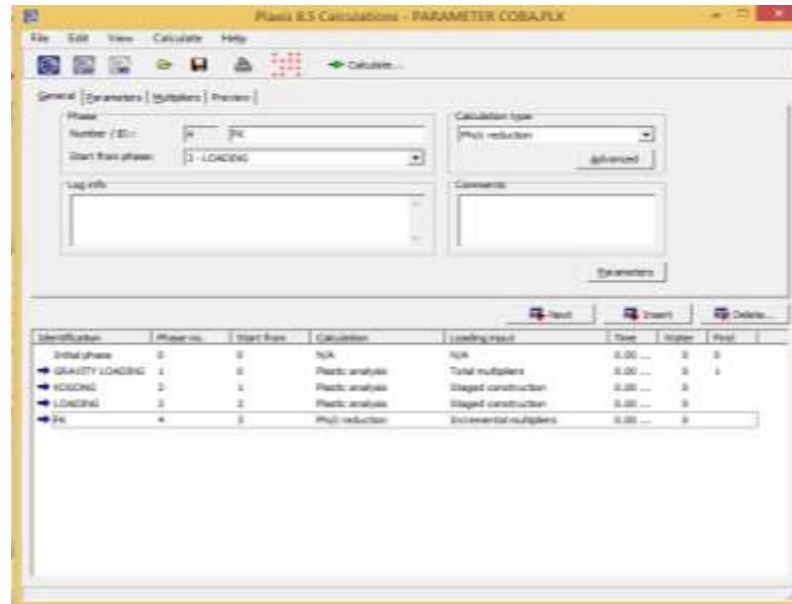 Plaxis 8.5 Calculations - PARAMETER COBA.PLX
File Edit View Calculate Help
Calculate...
General Parameters Multipliers Preview
Phase
Number / ID.: 4 PK
Start from phase: 3 - LOADING
Calculation type
Phi/c reduction
Advanced
Log info
Comments
Parameters
Next Insert Delete...
Identification Phase no. Start from Calculation Loading input Time Water First
Initial phase 0 0 N/A N/A 0.00 ... 0 0
GRAVITY LOADING 1 0 Plastic analysis Total multipliers 0.00 ... 0 1
KOSONG 2 1 Plastic analysis Staged construction 0.00 ... 0
LOADING 3 2 Plastic analysis Staged construction 0.00 ... 0
PK 4 3 Phi/c reduction Incremental multipliers 0.00 ... 0